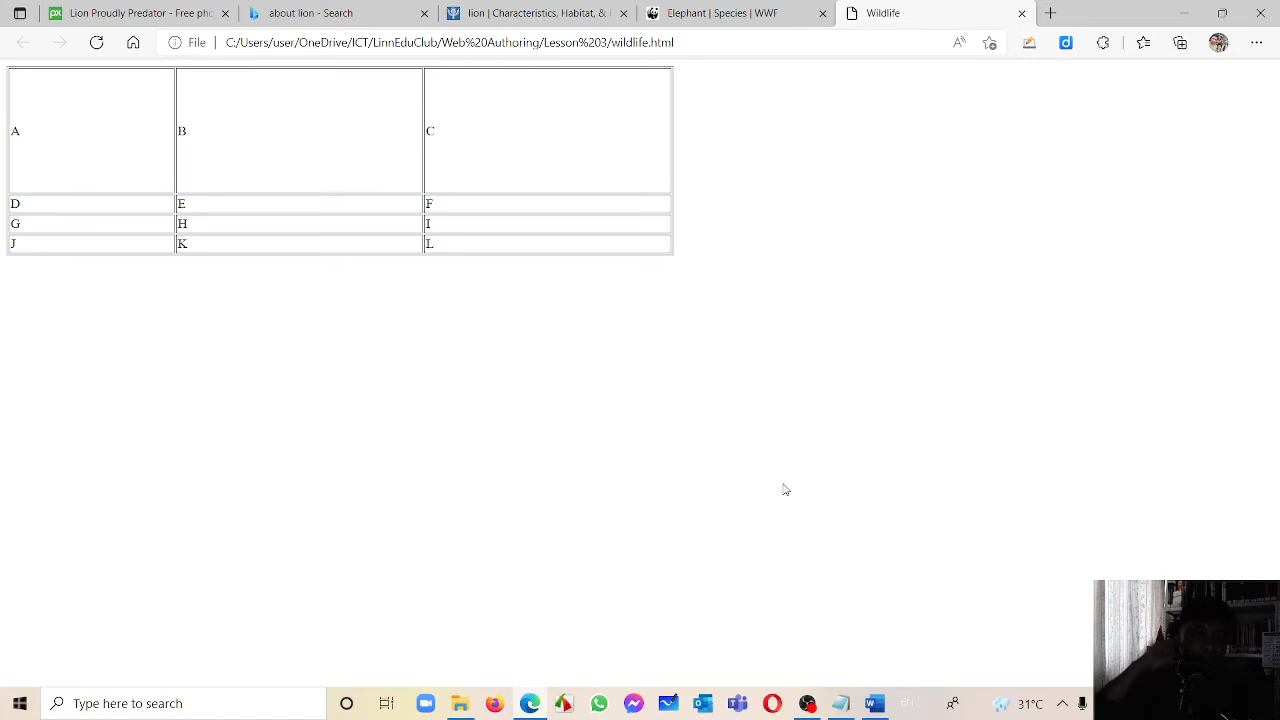 Lion Proudly Predator - Free pho
about lion - Search
lion | Characteristics, Habitat, &
Elephant | Species | WWF
Wildlife
File
C:/Users/user/OneDrive/ICT/LinnEduClub/Web%20Authoring/Lesson%203/wildlife.html
A B C
D E F
G H I
J K L
Type here to search
EN
31°C